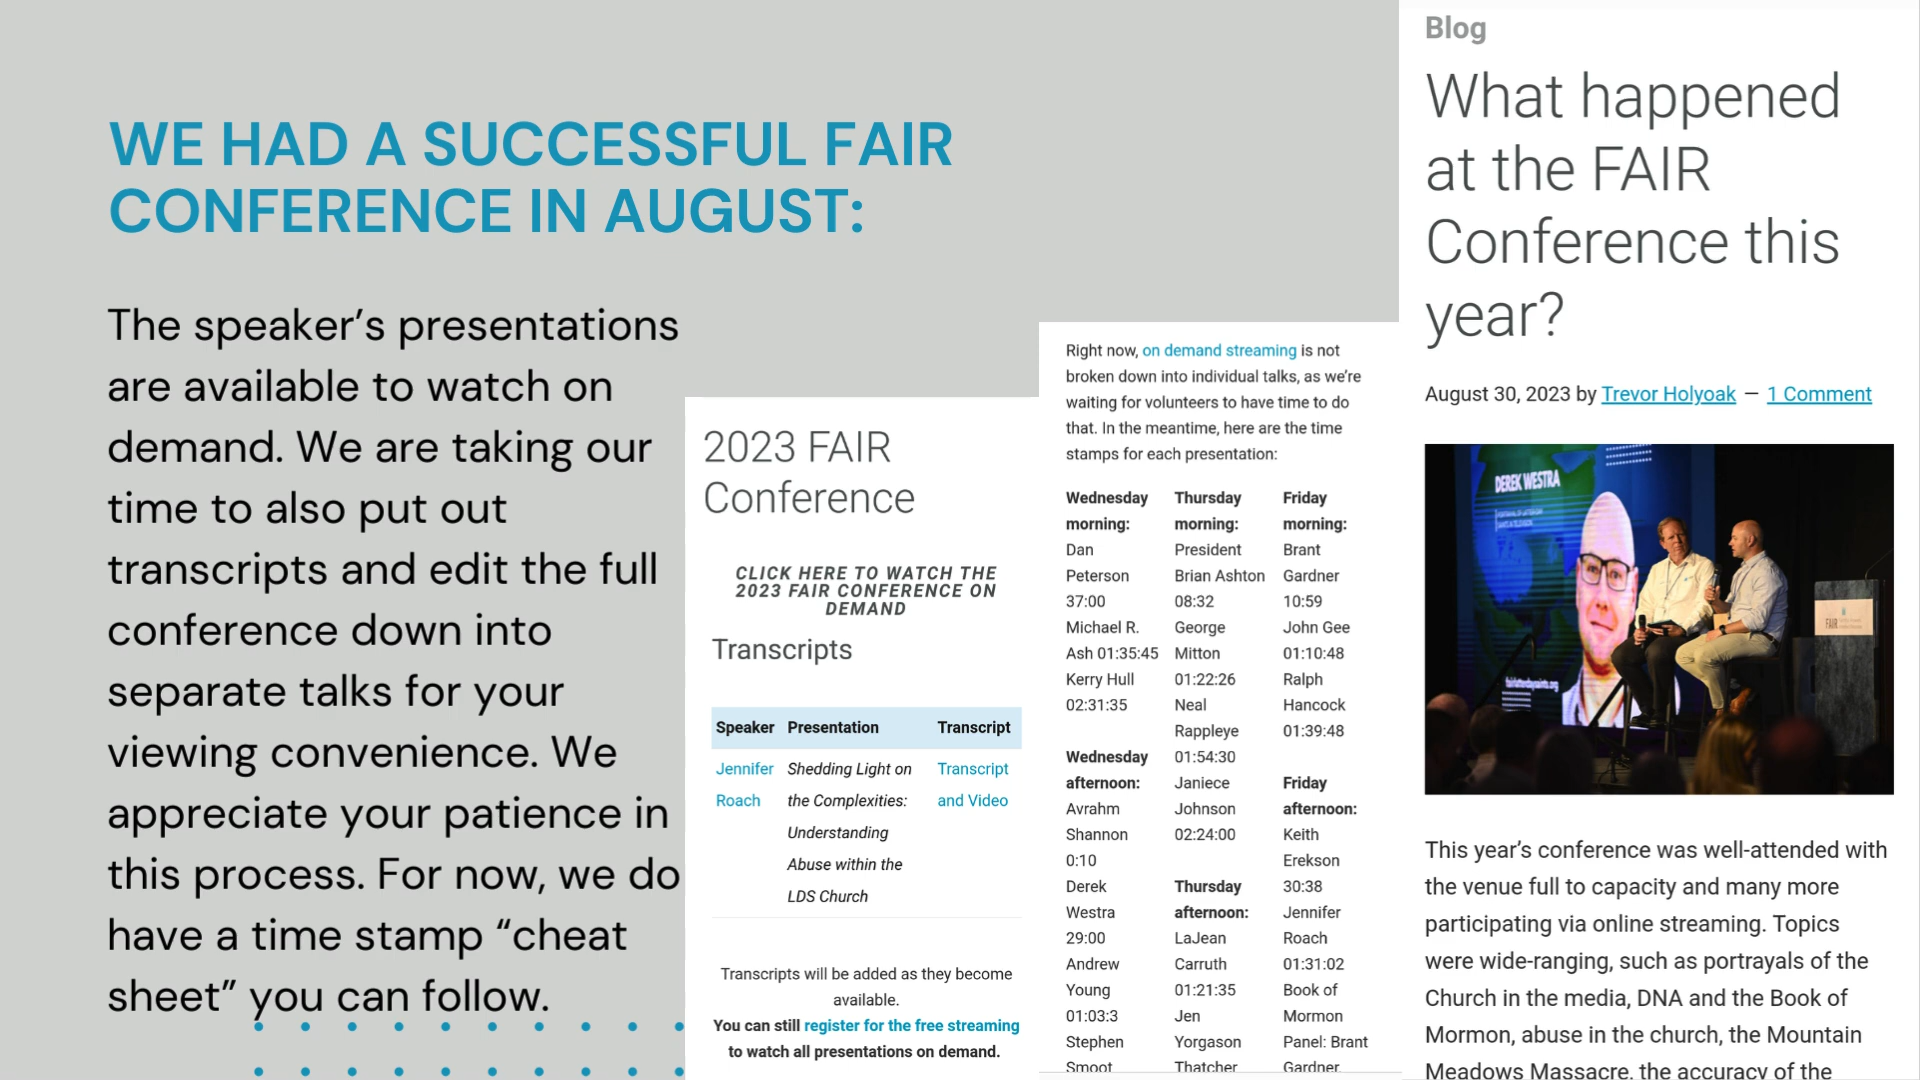 WE HAD A SUCCESSFUL FAIR
CONFERENCE IN AUGUST:
The speaker’s presentations
are available to watch on
demand. We are taking our
time to also put out
transcripts and edit the full
conference down into
separate talks for your
viewing convenience. We
appreciate your patience in
this process. For now, we do
have a time stamp “cheat
sheet” you can follow.
2023 FAIR
Conference
CLICK HERE TO WATCH THE
2023 FAIR CONFERENCE ON
DEMAND
Transcripts
Speaker Presentation Transcript
Jennifer Shedding Light on Transcript
Roach the Complexities: and Video
Understanding
Abuse within the
LDS Church
Transcripts will be added as they become
available.
You can still register for the free streaming
to watch all presentations on demand.
Right now, on demand streaming is not
broken down into individual talks, as we’re
waiting for volunteers to have time to do
that. In the meantime, here are the time
stamps for each presentation:
Wednesday
morning:
Dan
Peterson
37:00
Michael R.
Ash 01:35:45
Kerry Hull
02:31:35
Wednesday
afternoon:
Avrahm
Shannon
0:10
Derek
Westra
29:00
Andrew
Young
01:03:3
Stephen
Smoot
Thursday
morning:
President
Brian Ashton
08:32
George
Mitton
01:22:26
Neal
Rappleye
01:54:30
Janiece
Johnson
02:24:00
Thursday
afternoon:
LaJean
Carruth
01:21:35
Jen
Yorgason
Thatcher
Friday
morning:
Brant
Gardner
10:59
John Gee
01:10:48
Ralph
Hancock
01:39:48
Friday
afternoon:
Keith
Erekson
30:38
Jennifer
Roach
01:31:02
Book of
Mormon
Panel: Brant
Gardner,
Blog
What happened
at the FAIR
Conference this
year?
August 30, 2023 by Trevor Holyoak — 1 Comment
DEREK WESTRA
FAIR
This year’s conference was well-attended with
the venue full to capacity and many more
participating via online streaming. Topics
were wide-ranging, such as portrayals of the
Church in the media, DNA and the Book of
Mormon, abuse in the church, the Mountain
Meadows Massacre, the accuracy of the